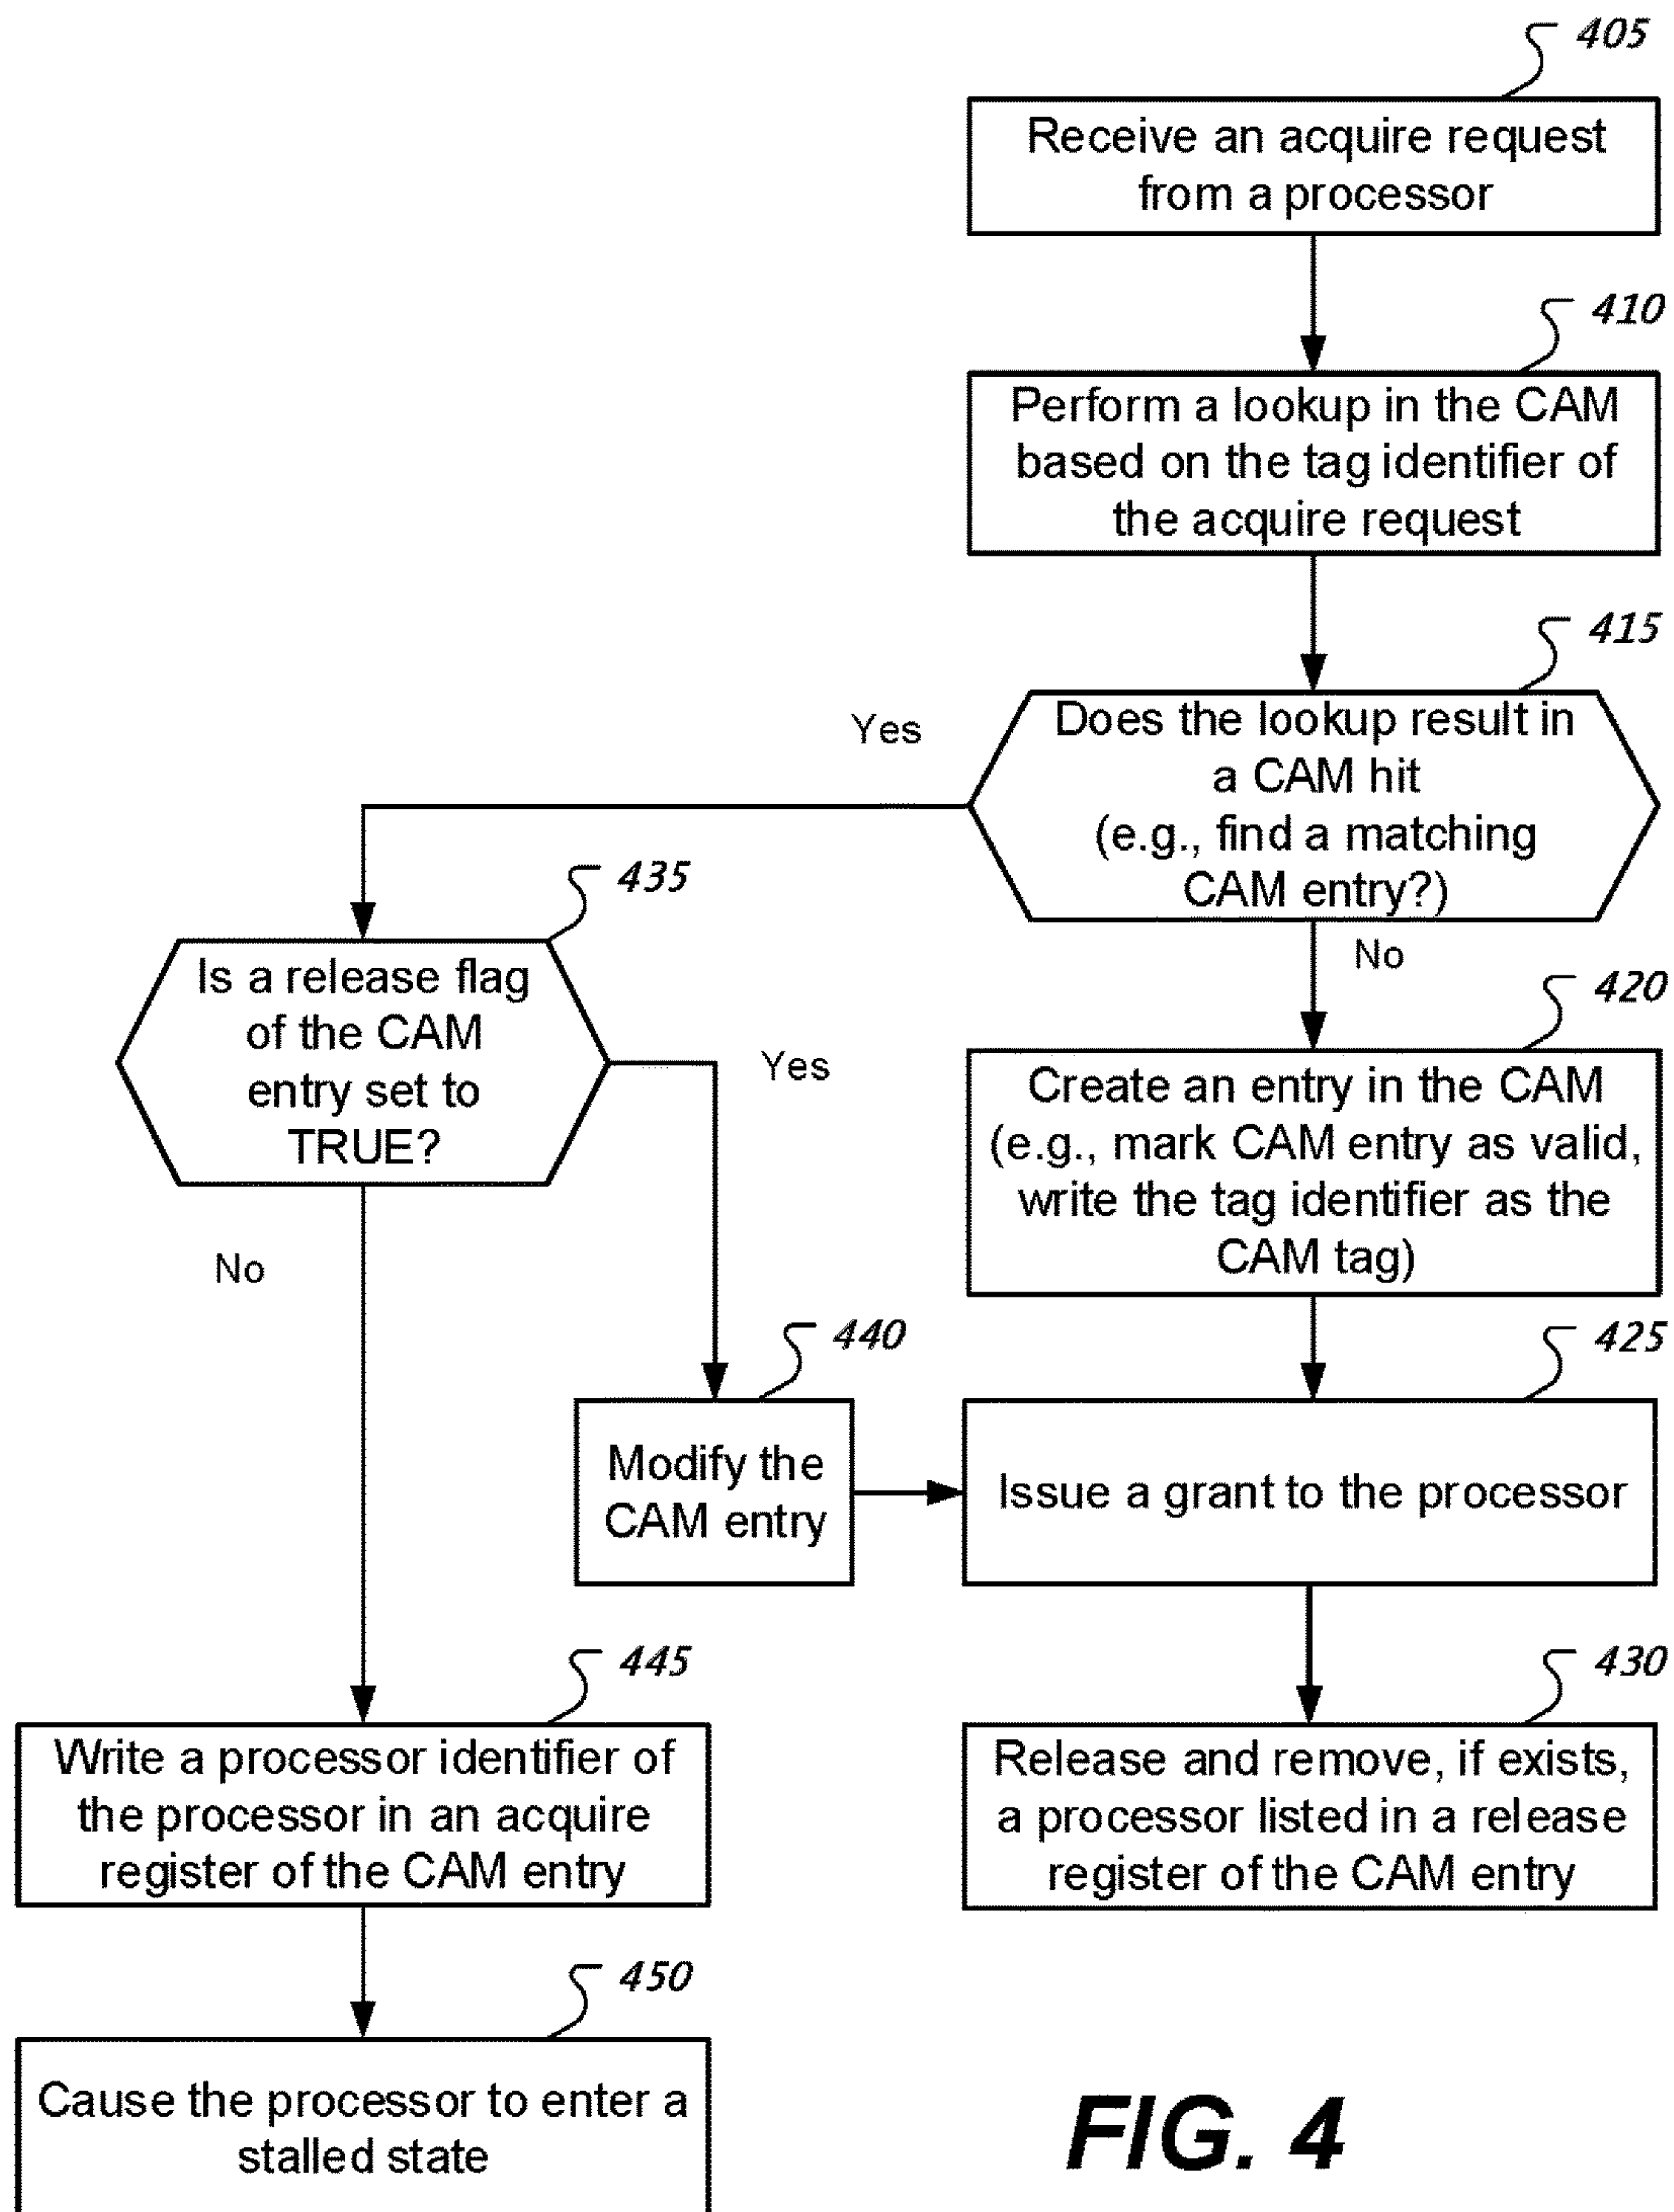 405
Receive an acquire request
from a processor
410
Perform a lookup in the CAM
based on the tag identifier of
the acquire request
415
Does the lookup result in
a CAM hit
(e.g., find a matching
CAM entry?)
Yes
No
435
Is a release flag
of the CAM
entry set to
TRUE?
Yes
No
420
Create an entry in the CAM
(e.g., mark CAM entry as valid,
write the tag identifier as the
CAM tag)
440
Modify the
CAM entry
425
Issue a grant to the processor
445
Write a processor identifier of
the processor in an acquire
register of the CAM entry
430
Release and remove, if exists,
a processor listed in a release
register of the CAM entry
450
Cause the processor to enter a
stalled state
FIG. 4